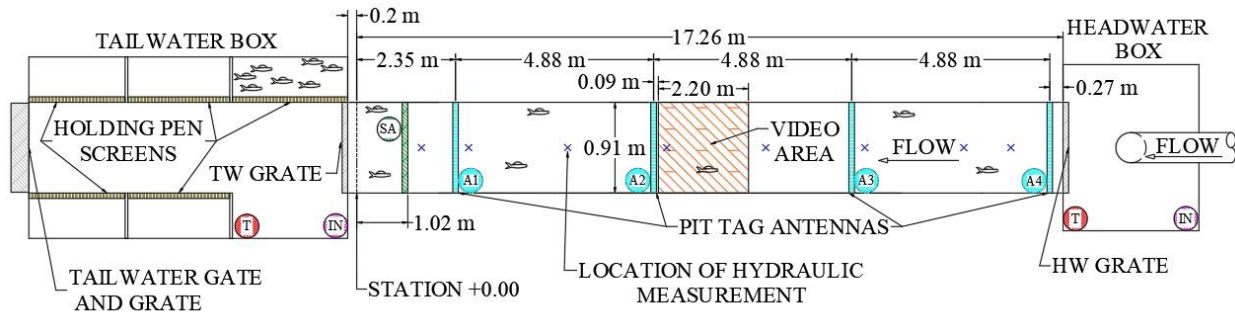 0.2 m
HEADWATER
BOX
TAILWATER BOX
17.26 m
2.35 m
4.88 m
4.88 m
4.88 m
0.09 m
2.20 m
0.27 m
HOLDING PEN
SCREENS
SA
0.91 m
VIDEO
AREA
FLOW
FLOW
TW GRATE
A1
A2
A3
A4
T
IN
1.02 m
PIT TAG ANTENNAS
T
IN
TAILWATER GATE
AND GRATE
STATION +0.00
LOCATION OF HYDRAULIC
MEASUREMENT
HW GRATE